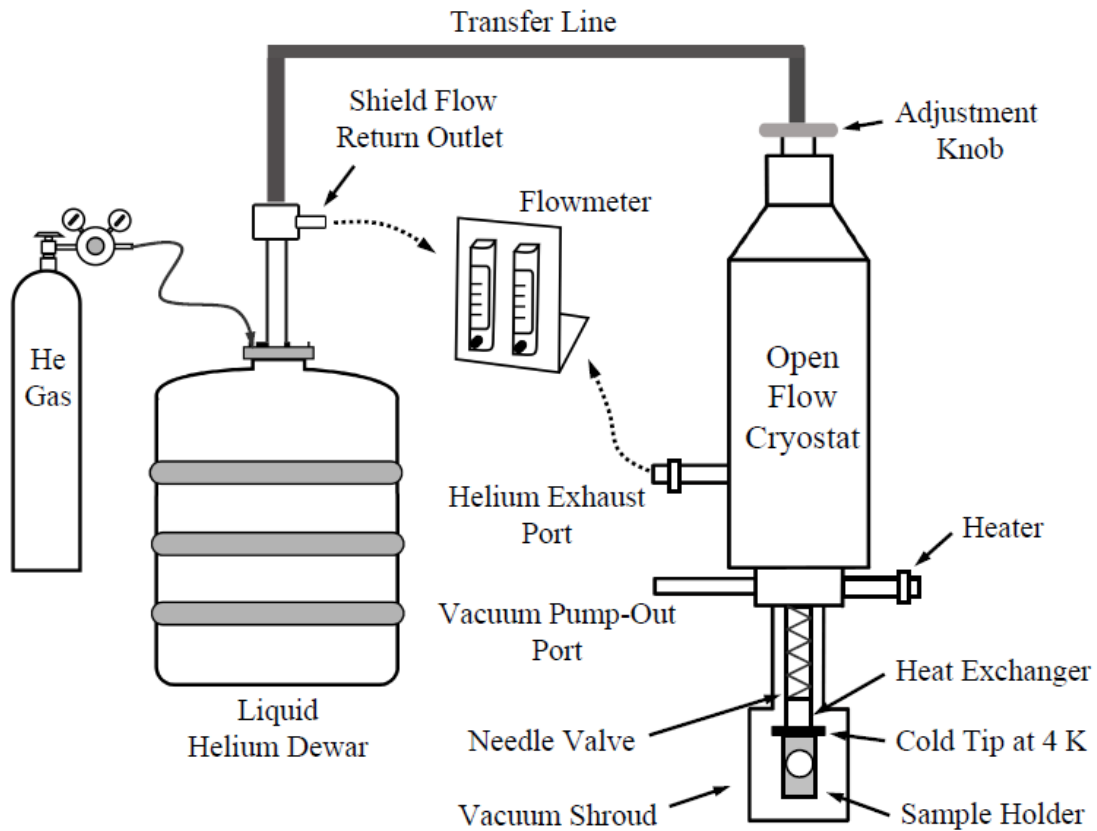 Transfer Line
Shield Flow
Return Outlet
Adjustment
Knob
Flowmeter
He
Gas
Open
Flow
Cryostat
Helium Exhaust
Port
Heater
Vacuum Pump-Out
Port
Heat Exchanger
Liquid
Helium Dewar
Needle Valve
Cold Tip at 4 K
Vacuum Shroud
Sample Holder